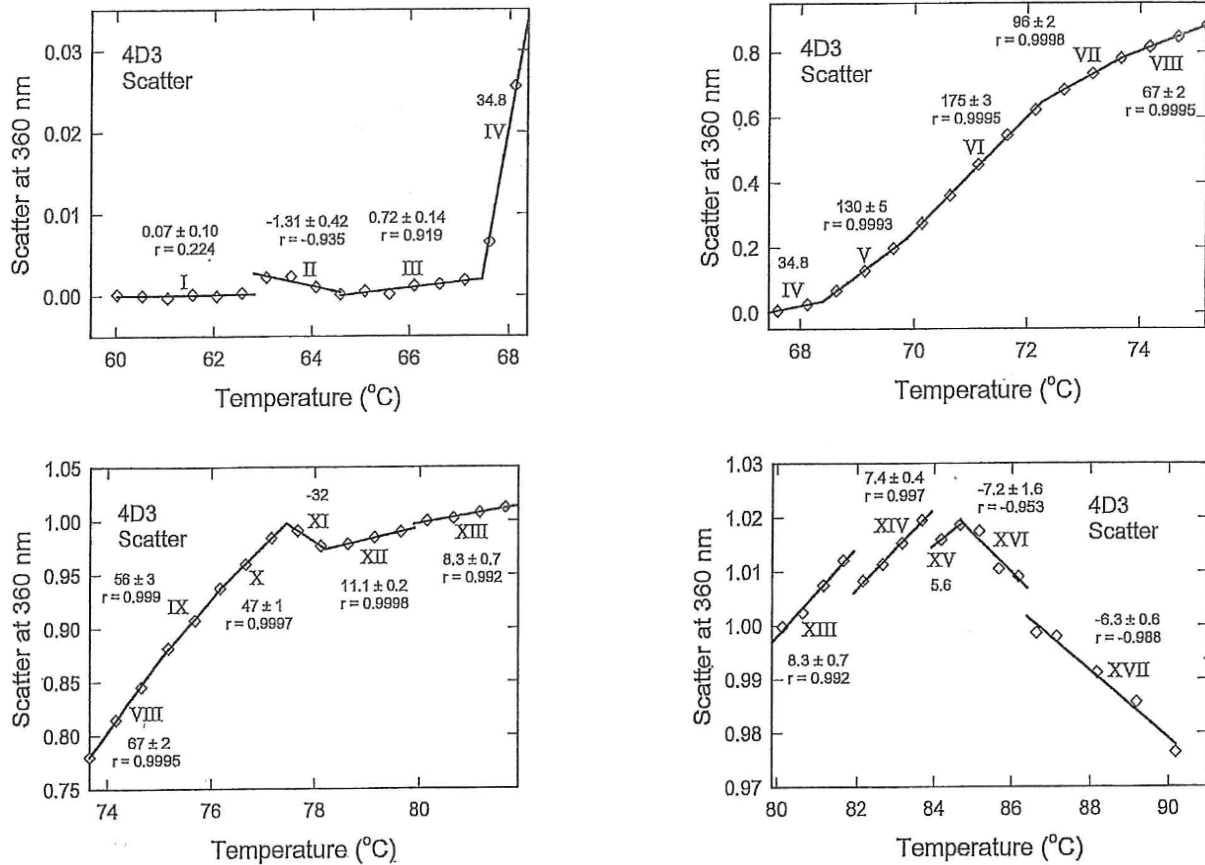 0.03
0.02
0.01
0.00
4D3
Scatter
34.8
IV
0.07 ± 0.10
r = 0.224
-1.31 ± 0.42
r = -0.935
0.72 ± 0.14
r = 0.919
I
II
III
60
62
64
66
68
Temperature (°C)
Scatter at 360 nm
0.8
0.6
0.4
0.2
0.0
4D3
Scatter
96 ± 2
r = 0.9998
VII
VIII
67 ± 2
r = 0.9995
175 ± 3
r = 0.9995
VI
130 ± 5
r = 0.9993
V
34.8
IV
68
70
72
74
Temperature (°C)
Scatter at 360 nm
1.05
1.00
0.95
0.90
0.85
0.80
0.75
4D3
Scatter
-32
XI
XII
XIII
8.3 ± 0.7
r = 0.992
11.1 ± 0.2
r = 0.9998
56 ± 3
r = 0.999
IX
X
47 ± 1
r = 0.9997
VIII
67 ± 2
r = 0.9995
74
76
78
80
Temperature (°C)
Scatter at 360 nm
1.03
1.02
1.01
1.00
0.99
0.98
0.97
7.4 ± 0.4
r = 0.997
-7.2 ± 1.6
r = -0.953
4D3
Scatter
XIV
XV
5.6
XVI
XIII
8.3 ± 0.7
r = 0.992
-6.3 ± 0.6
r = -0.988
XVII
80
82
84
86
88
90
Temperature (°C)
Scatter at 360 nm